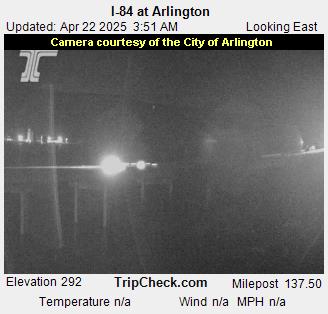 I-84 at Arlington
Updated: Apr 22 2025 3:51 AM Looking East
Camera courtesy of the City of Arlington
Elevation 292 TripCheck.com Milepost 137.50
Temperature n/a Wind n/a MPH n/a